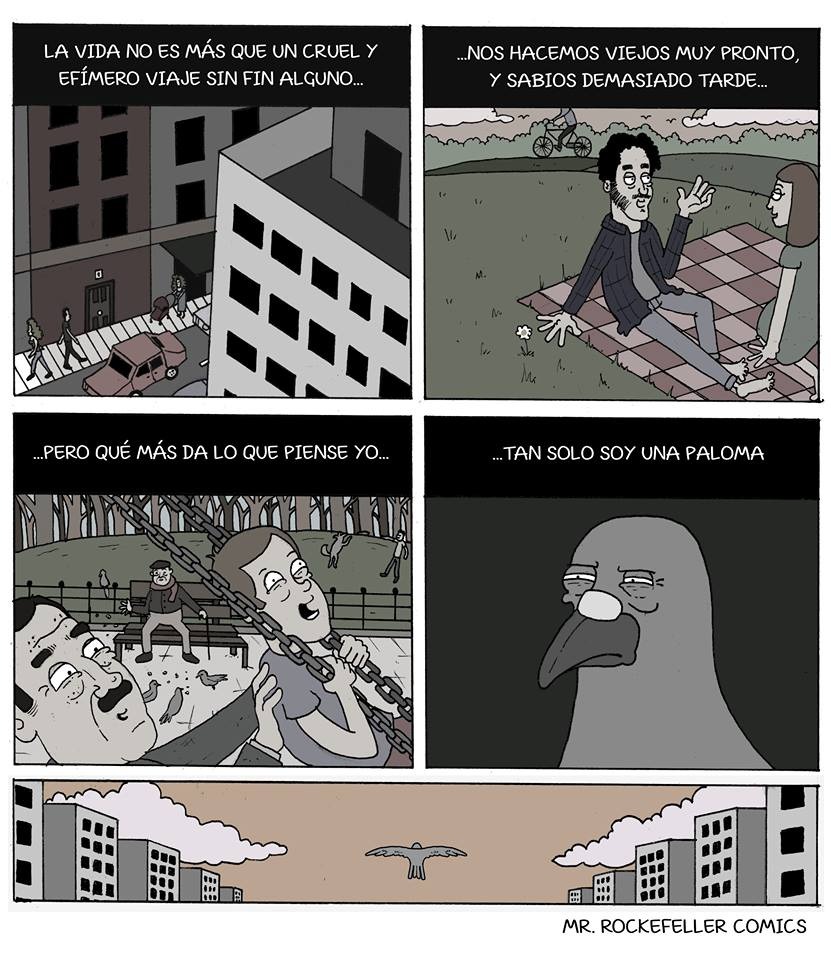 LA VIDA NO ES MÁS QUE UN CRUEL Y
EFÍMERO VIAJE SIN FIN ALGUNO...
...NOS HACEMOS VIEJOS MUY PRONTO,
Y SABIOS DEMASIADO TARDE...
...PERO QUÉ MÁS DA LO QUE PIENSE YO...
...TAN SOLO SOY UNA PALOMA
MR. ROCKEFELLER COMICS